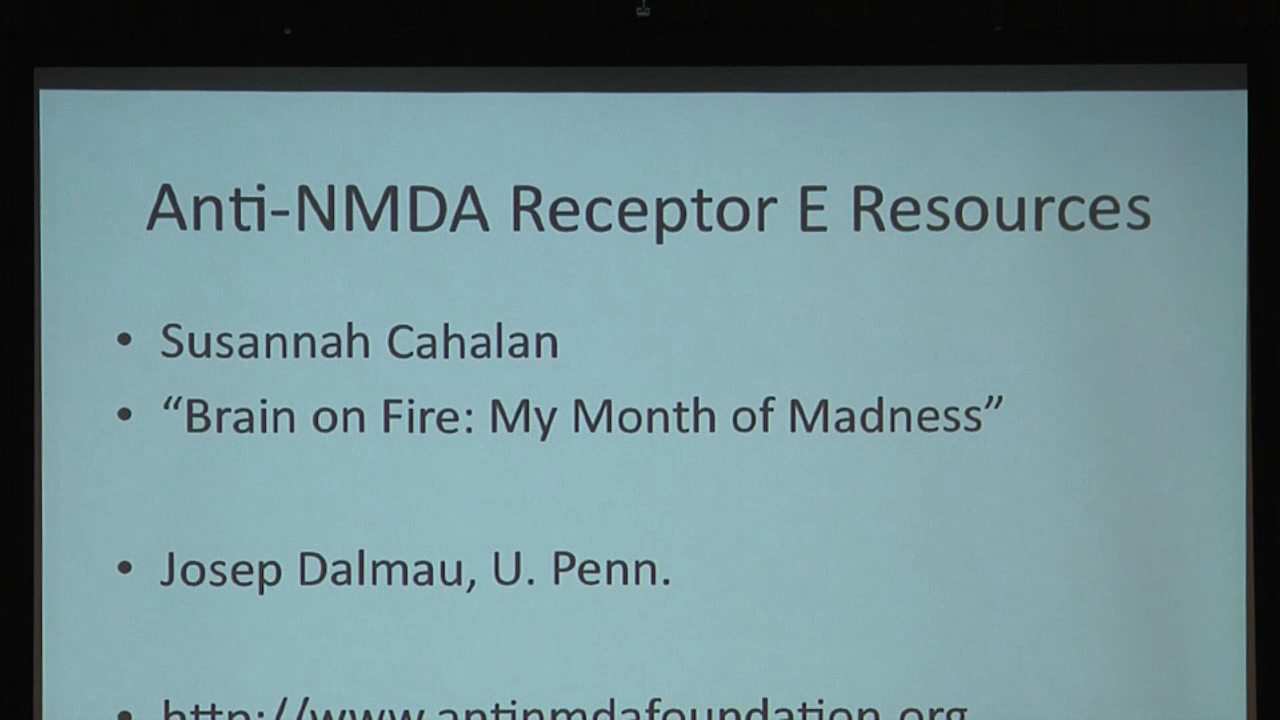 Anti-NMDA Receptor E Resources
• Susannah Cahalan
• “Brain on Fire: My Month of Madness”
• Josep Dalmau, U. Penn.
• http://www.antinmdafoundation.org